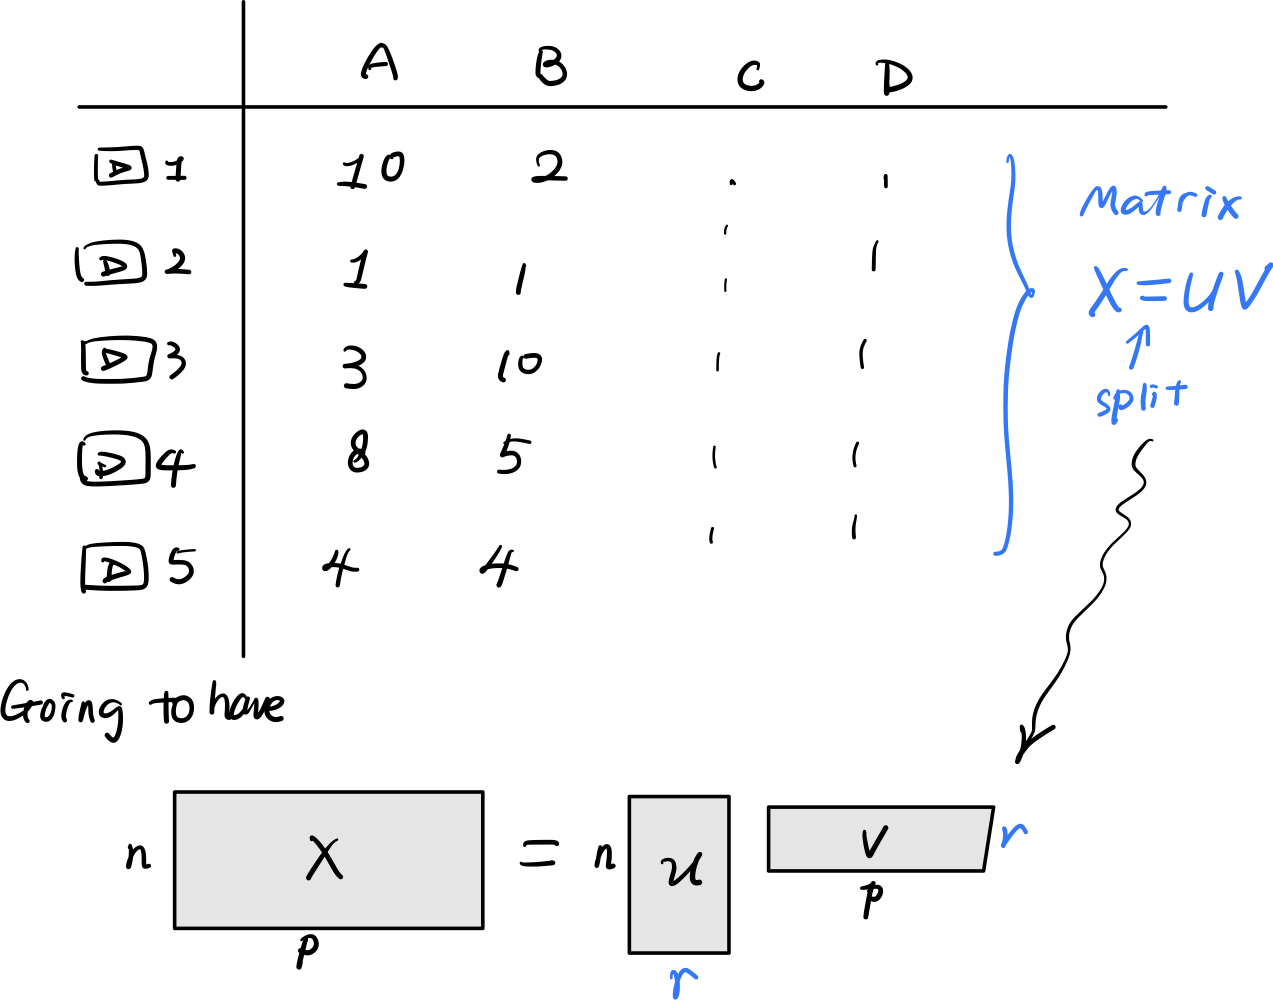 A B C D
1 10 2
2 1 1
3 3 10
4 8 5
5 4 4
Matrix
X = UV
split
Going to have
n X = n u v r
p r p